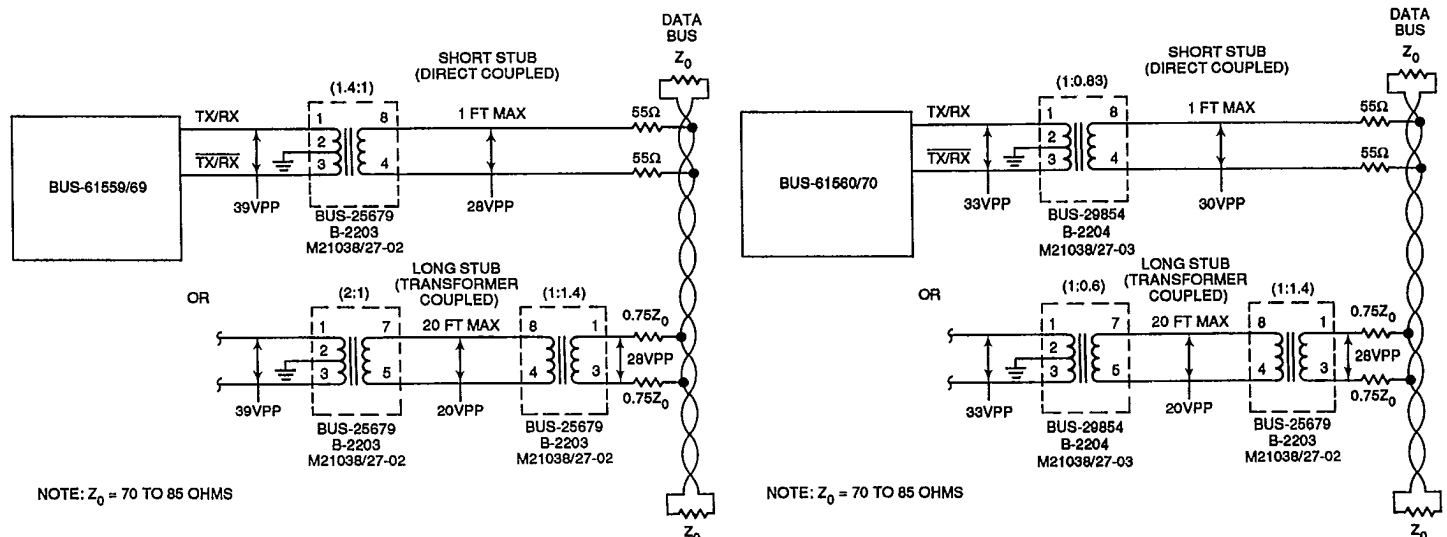 DATA
BUS
Z0
SHORT STUB
(DIRECT COUPLED)
(1.4:1)
TX/RX
1
8
1 FT MAX
55Ω
2
TX/RX
3
4
55Ω
BUS-61559/69
39VPP
28VPP
BUS-25679
B-2203
M21038/27-02
LONG STUB
(TRANSFORMER
COUPLED)
OR
(2:1)
(1:1.4)
1
7
20 FT MAX
8
1
0.75Z0
2
28VPP
3
5
4
3
0.75Z0
39VPP
20VPP
BUS-25679
B-2203
M21038/27-02
BUS-25679
B-2203
M21038/27-02
NOTE: Z0 = 70 TO 85 OHMS
Z0
DATA
BUS
Z0
SHORT STUB
(DIRECT COUPLED)
(1:0.83)
TX/RX
1
8
1 FT MAX
55Ω
2
TX/RX
3
4
55Ω
BUS-61560/70
33VPP
30VPP
BUS-29854
B-2204
M21038/27-03
LONG STUB
(TRANSFORMER
COUPLED)
OR
(1:0.6)
(1:1.4)
1
7
20 FT MAX
8
1
0.75Z0
2
28VPP
3
5
4
3
0.75Z0
33VPP
20VPP
BUS-29854
B-2204
M21038/27-03
BUS-25679
B-2203
M21038/27-02
NOTE: Z0 = 70 TO 85 OHMS
Z0